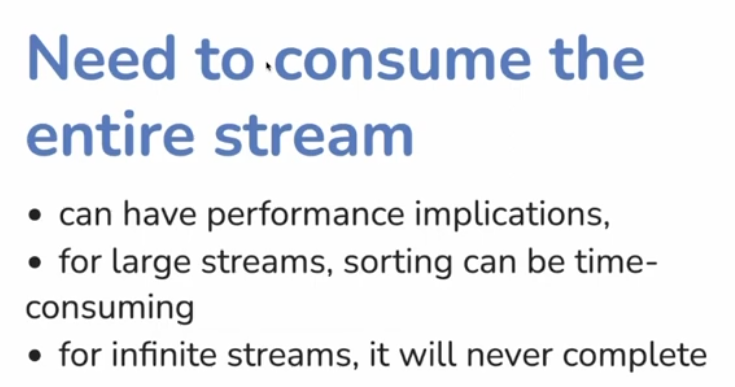 Need to consume the
entire stream
• can have performance implications,
• for large streams, sorting can be time-
consuming
• for infinite streams, it will never complete